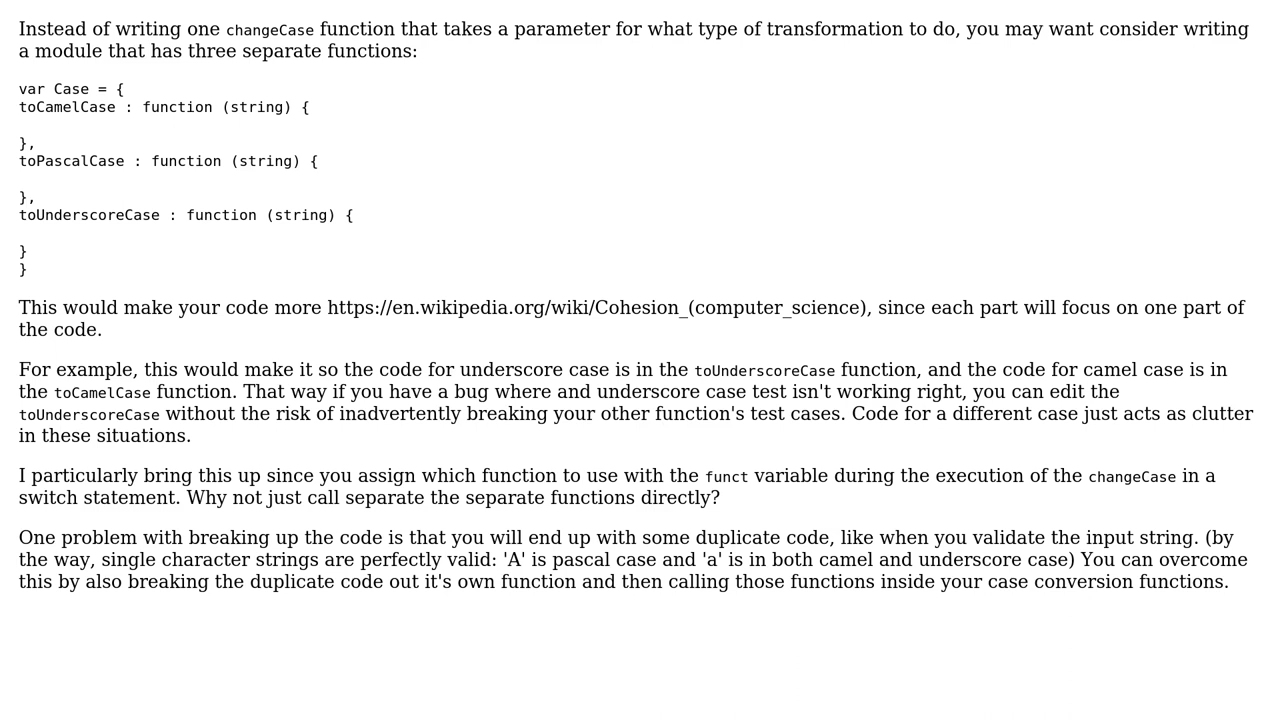 Instead of writing one changeCase function that takes a parameter for what type of transformation to do, you may want consider writing
a module that has three separate functions:
var Case = {
toCamelCase : function (string) {
},
toPascalCase : function (string) {
},
toUnderscoreCase : function (string) {
}
}
This would make your code more https://en.wikipedia.org/wiki/Cohesion_(computer_science), since each part will focus on one part of
the code.
For example, this would make it so the code for underscore case is in the toUnderscoreCase function, and the code for camel case is in
the toCamelCase function. That way if you have a bug where and underscore case test isn't working right, you can edit the
toUnderscoreCase without the risk of inadvertently breaking your other function's test cases. Code for a different case just acts as clutter
in these situations.
I particularly bring this up since you assign which function to use with the funct variable during the execution of the changeCase in a
switch statement. Why not just call separate the separate functions directly?
One problem with breaking up the code is that you will end up with some duplicate code, like when you validate the input string. (by
the way, single character strings are perfectly valid: 'A' is pascal case and 'a' is in both camel and underscore case) You can overcome
this by also breaking the duplicate code out it's own function and then calling those functions inside your case conversion functions.